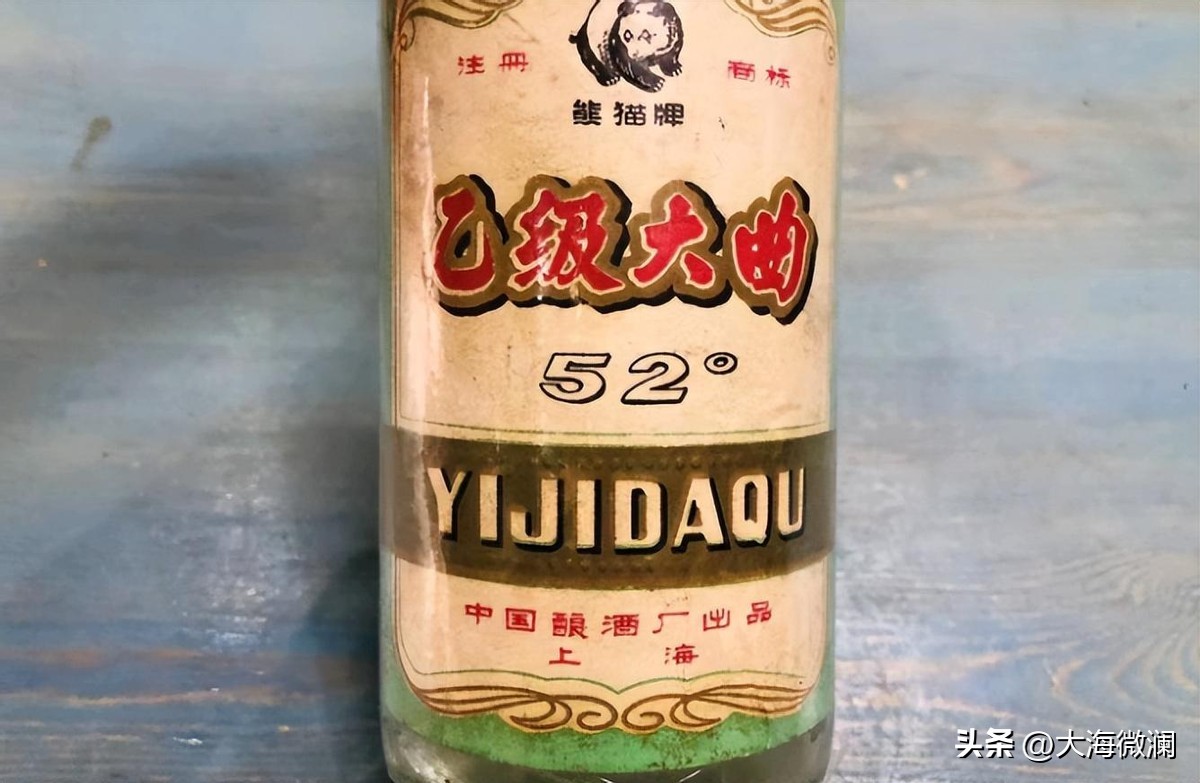 注册 商标
熊猫牌
乙级大曲
52°
YIJIDAQU
中国酿酒厂出品
上海
头条 @大海微澜